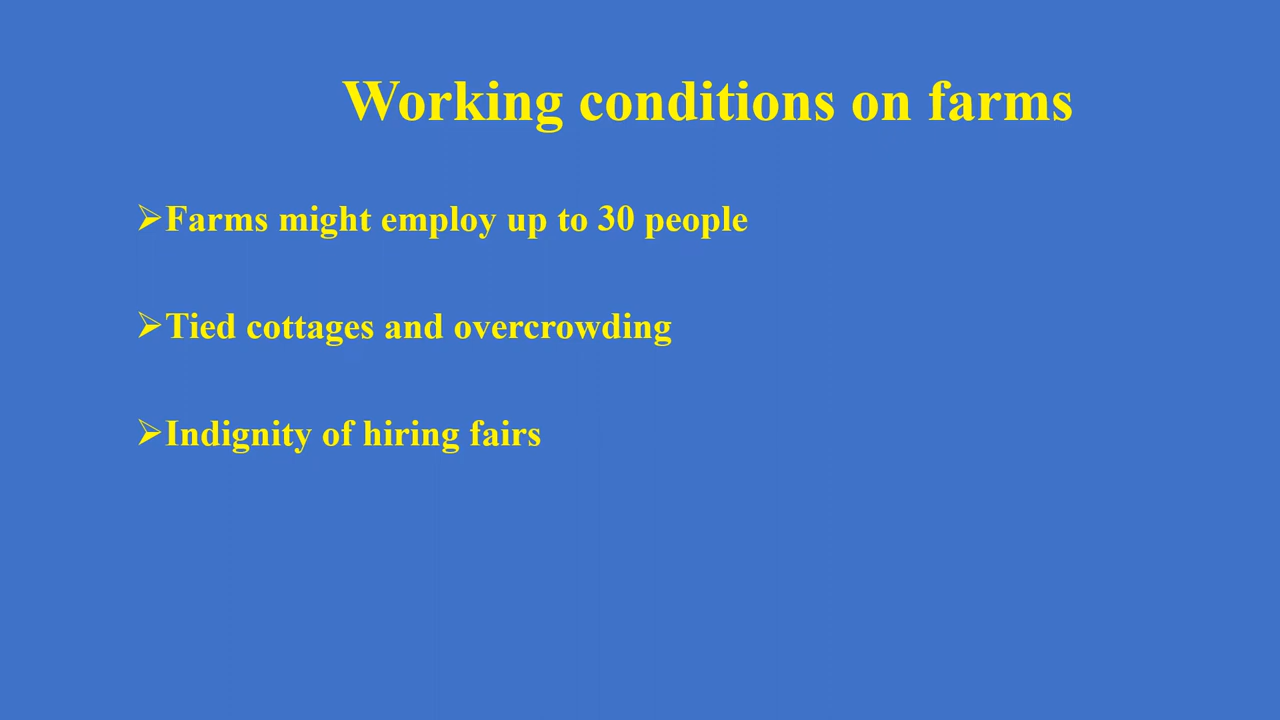 Working conditions on farms
➢Farms might employ up to 30 people
➢Tied cottages and overcrowding
➢Indignity of hiring fairs